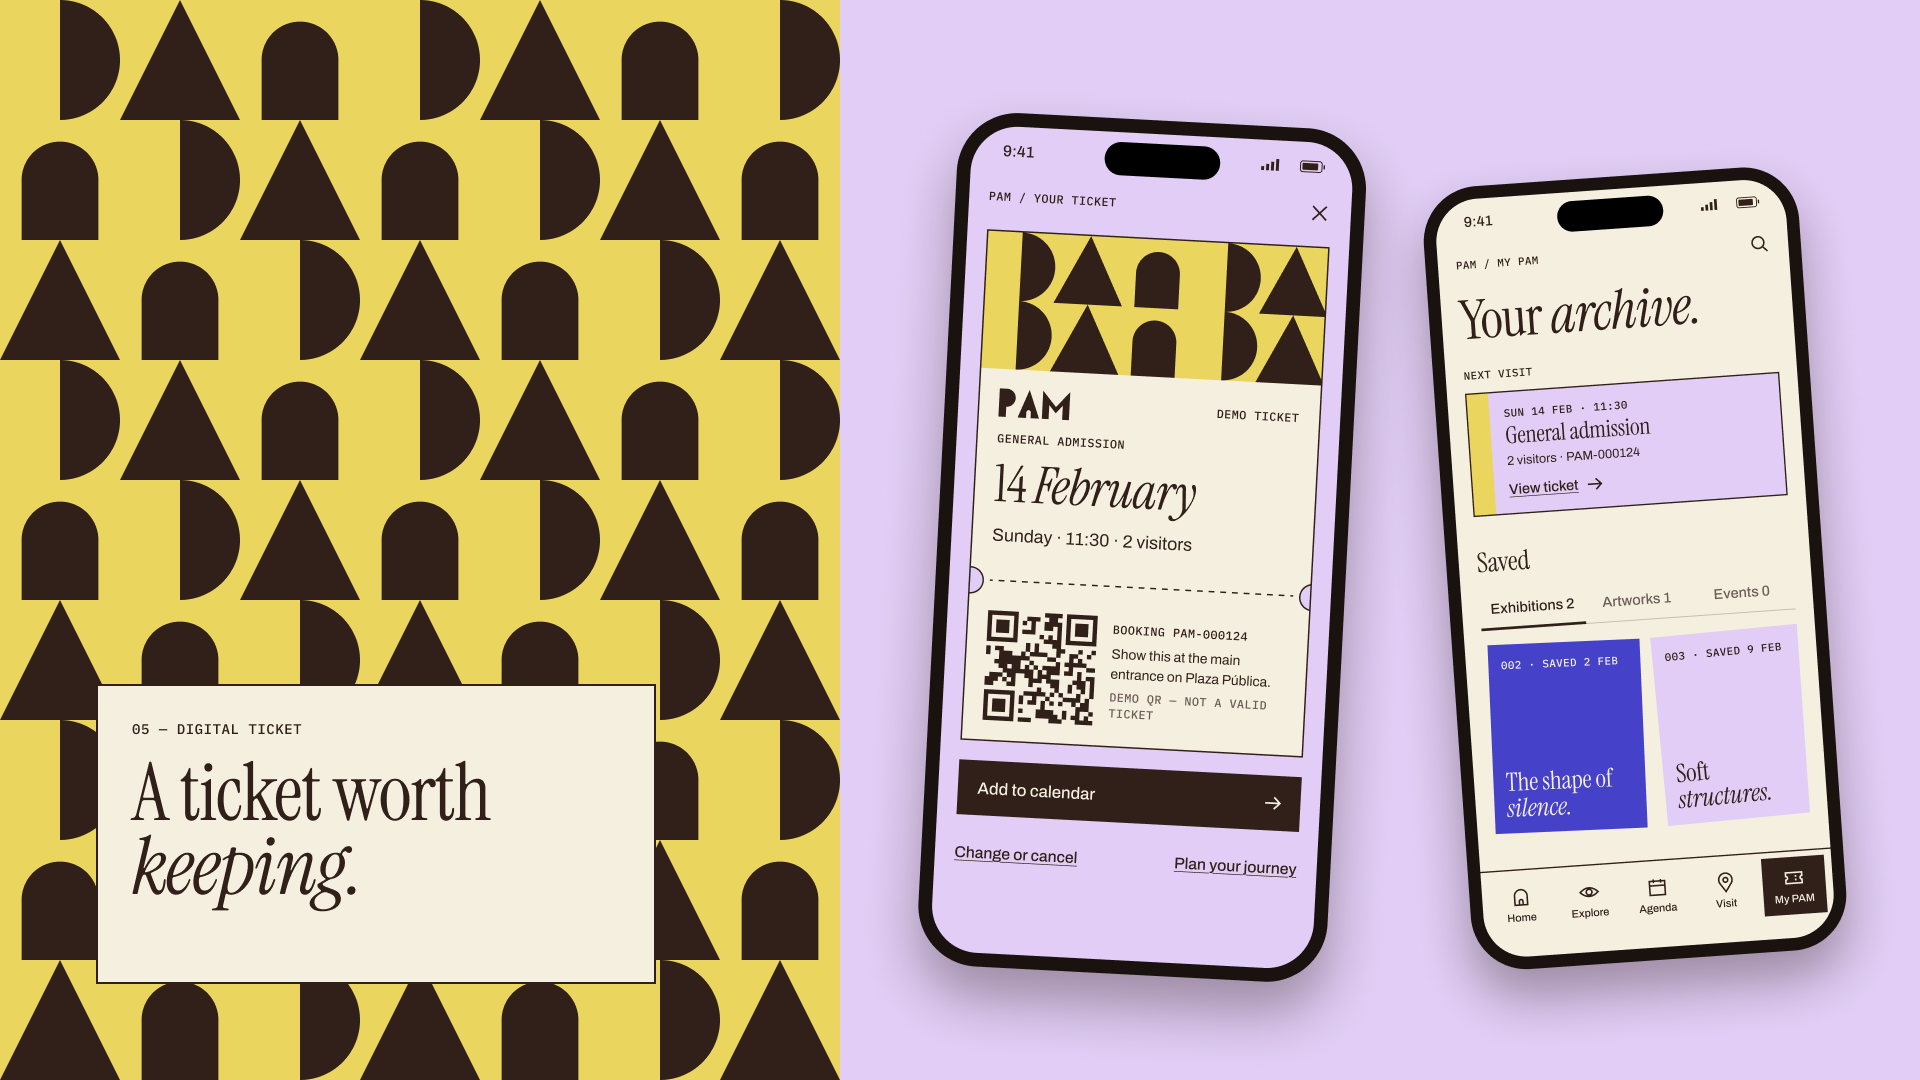 05 — DIGITAL TICKET
A ticket worth
keeping.
9:41
PAM / YOUR TICKET
PAM
DEMO TICKET
GENERAL ADMISSION
14 February
Sunday · 11:30 · 2 visitors
BOOKING PAM-000124
Show this at the main
entrance on Plaza Pública.
DEMO QR — NOT A VALID
TICKET
Add to calendar
Change or cancel
Plan your journey
9:41
PAM / MY PAM
Your archive.
NEXT VISIT
SUN 14 FEB · 11:30
General admission
2 visitors · PAM-000124
View ticket
Saved
Exhibitions 2
Artworks 1
Events 0
002 · SAVED 2 FEB
The shape of
silence.
003 · SAVED 9 FEB
Soft
structures.
Home
Explore
Agenda
Visit
My PAM